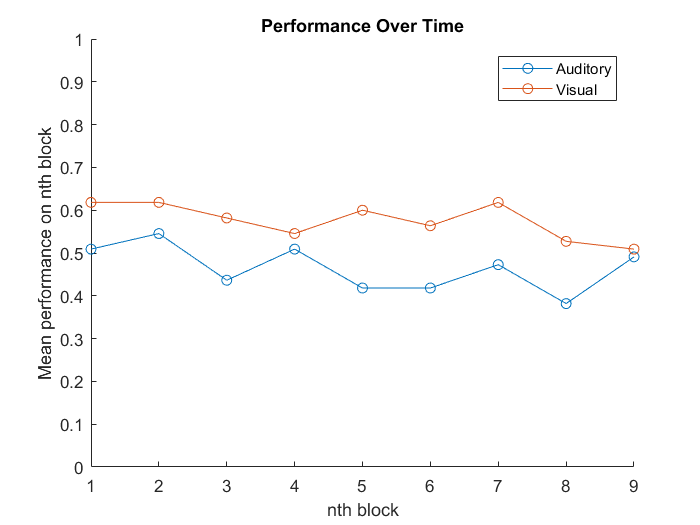 Performance Over Time
Auditory
Visual
Mean performance on nth block
1
0.9
0.8
0.7
0.6
0.5
0.4
0.3
0.2
0.1
0
1 2 3 4 5 6 7 8 9
nth block